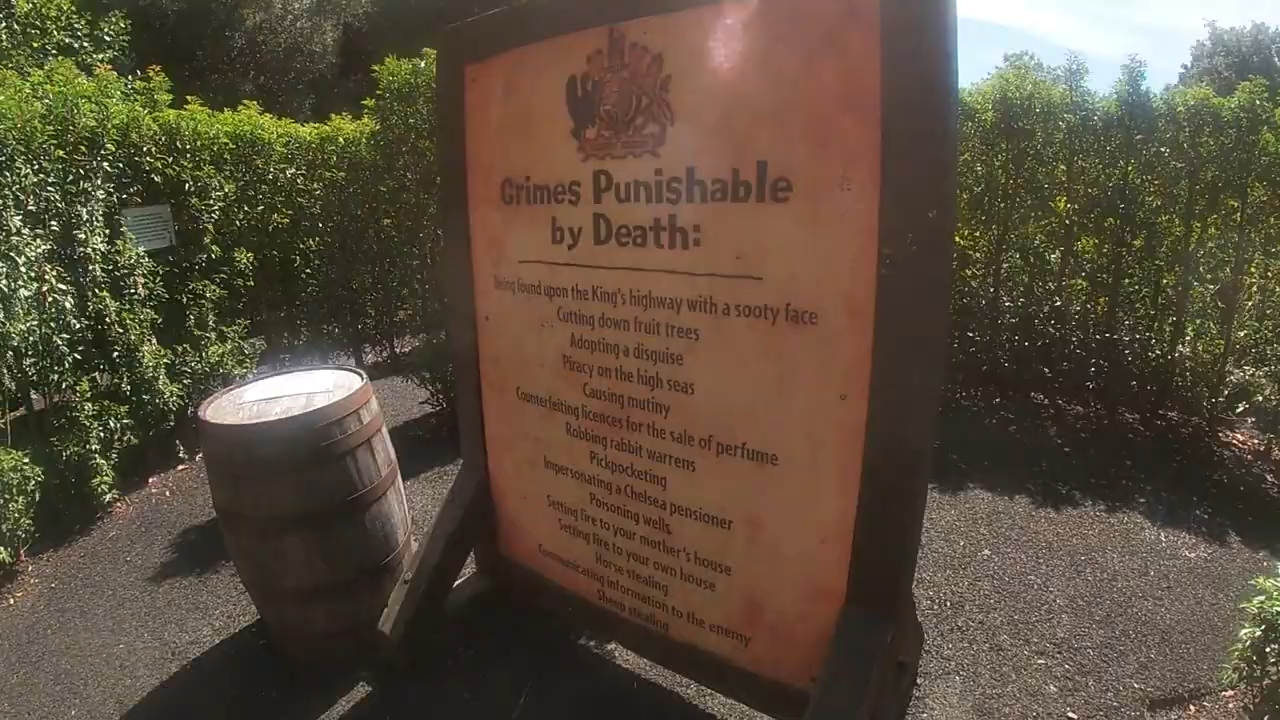 Crimes Punishable
by Death:
Being found upon the King's highway with a sooty face
Cutting down fruit trees
Adopting a disguise
Piracy on the high seas
Causing mutiny
Counterfeiting licences for the sale of perfume
Robbing rabbit warrens
Pickpocketing
Impersonating a Chelsea pensioner
Poisoning wells
Setting fire to your mother's house
Setting fire to your own house
Horse stealing
Communicating information to the enemy
Sheep stealing